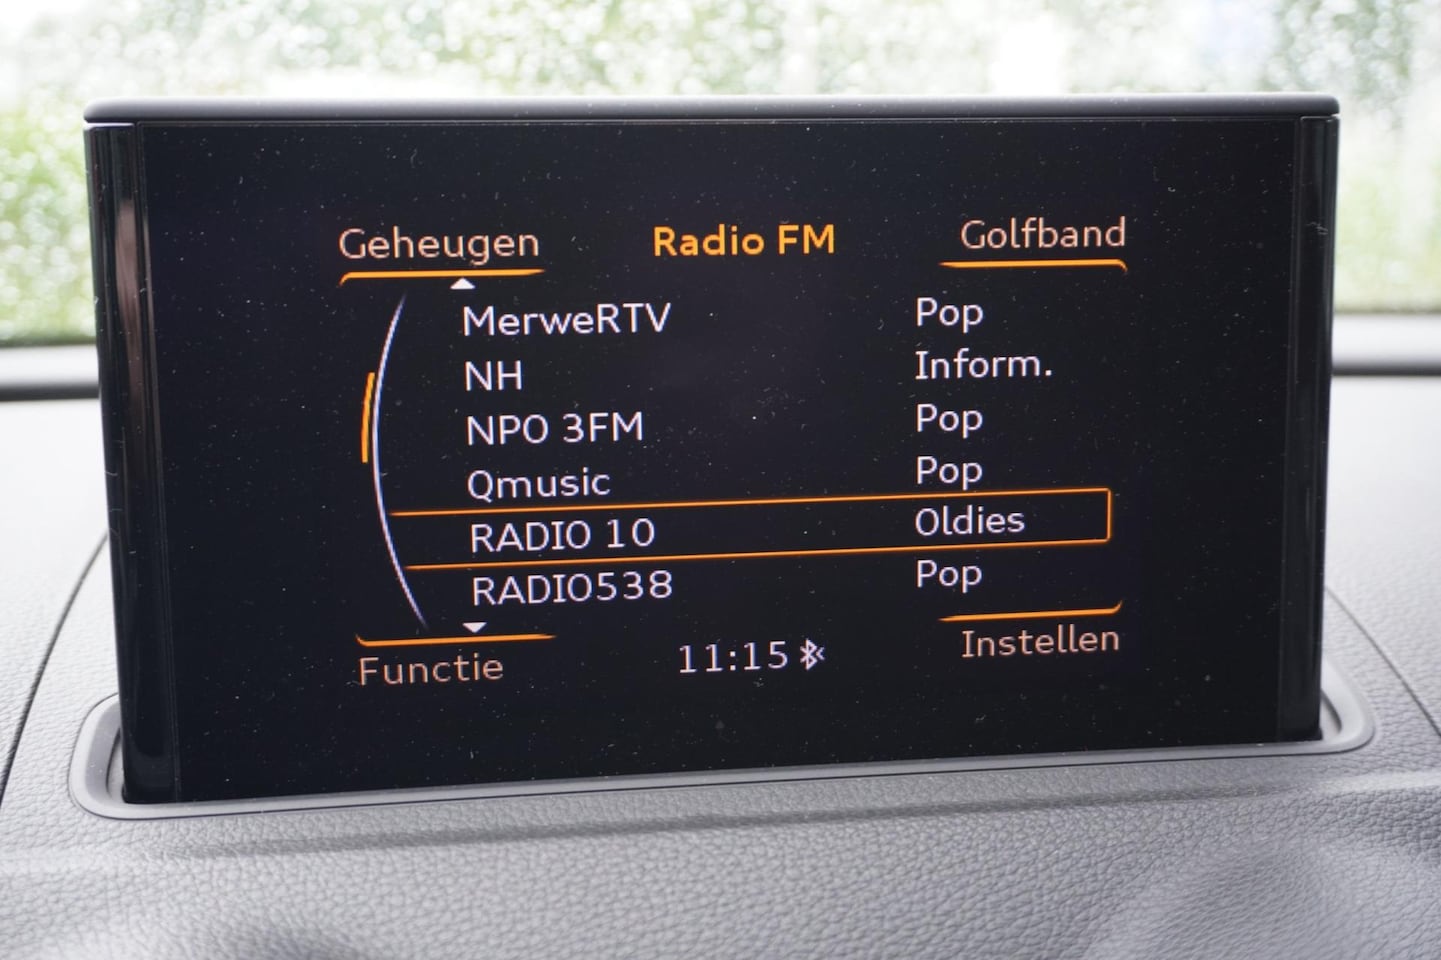 Geheugen Radio FM Golfband
MerweRTV Pop
NH Inform.
NPO 3FM Pop
Qmusic Pop
RADIO 10 Oldies
RADIO538 Pop
Functie 11:15 Instellen